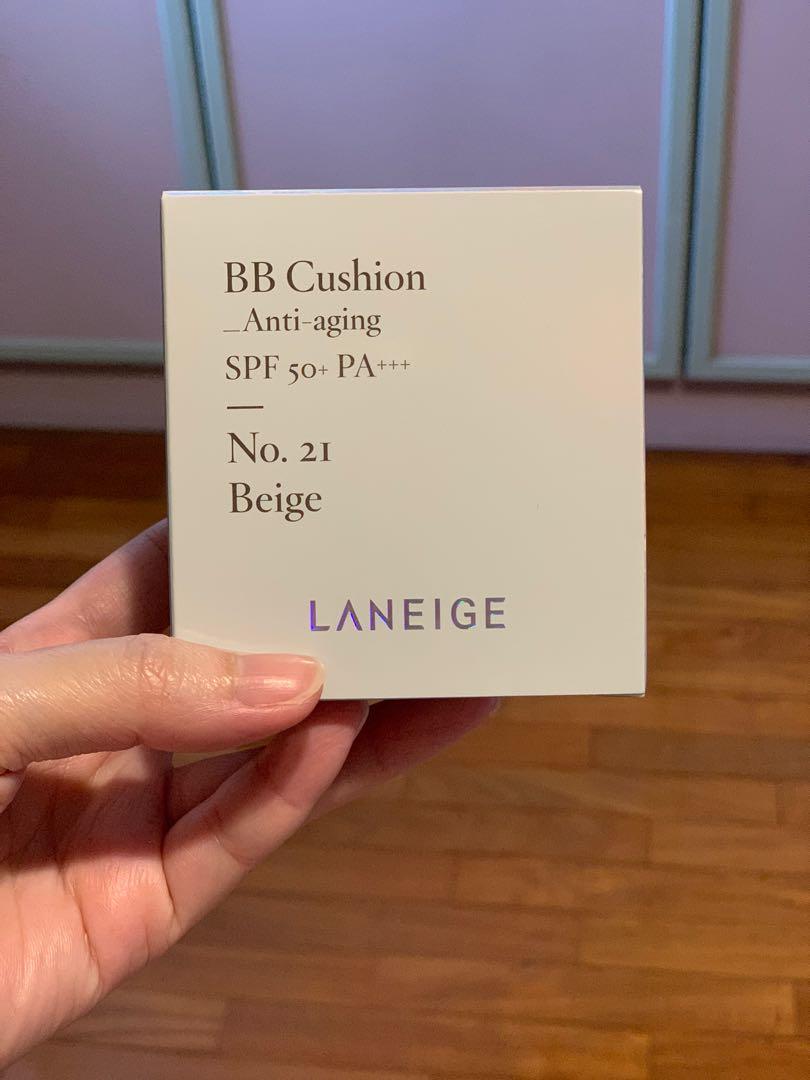 BB Cushion
_Anti-aging
SPF 50+ PA+++
—
No. 21
Beige
LANEIGE